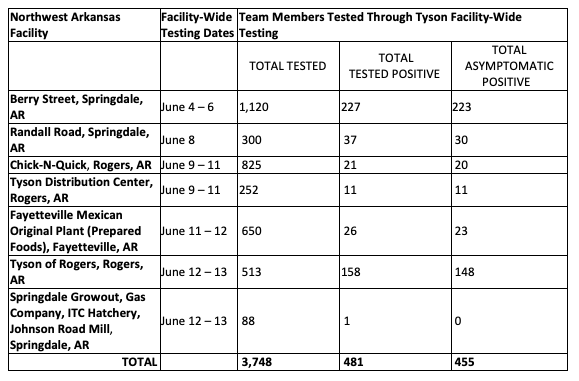 Northwest Arkansas Facility-Wide Team Members Tested Through Tyson Facility-Wide
Facility Testing Dates Testing
TOTAL TESTED TOTAL TESTED POSITIVE TOTAL ASYMPTOMATIC POSITIVE
Berry Street, Springdale,
AR June 4 – 6 1,120 227 223
Randall Road, Springdale,
AR June 8 300 37 30
Chick-N-Quick, Rogers, AR June 9 – 11 825 21 20
Tyson Distribution Center,
Rogers, AR June 9 – 11 252 11 11
Fayetteville Mexican
Original Plant (Prepared
Foods), Fayetteville, AR June 11 – 12 650 26 23
Tyson of Rogers, Rogers,
AR June 12 – 13 513 158 148
Springdale Growout, Gas
Company, ITC Hatchery,
Johnson Road Mill,
Springdale, AR June 12 – 13 88 1 0
TOTAL 3,748 481 455